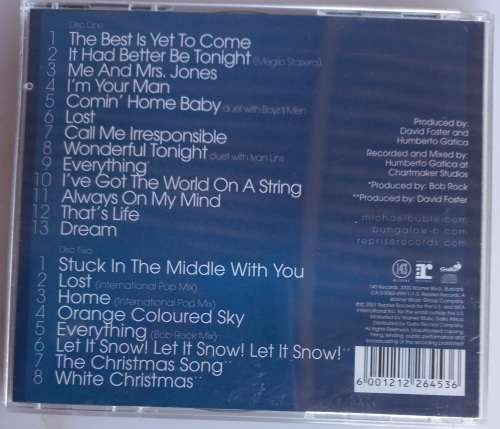 Disc One
1 The Best Is Yet To Come
2 It Had Better Be Tonight (Meglio Stasera)
3 Me And Mrs. Jones
4 I'm Your Man
5 Comin' Home Baby duet with Boyz II Men
6 Lost
7 Call Me Irresponsible
8 Wonderful Tonight duet with Ivan Lins
9 Everything*
10 I've Got The World On A String
11 Always On My Mind
12 That's Life
13 Dream
Disc Two
1 Stuck In The Middle With You
2 Lost (International Pop Mix)
3 Home (International Pop Mix)
4 Orange Coloured Sky
5 Everything (Bob Rock Mix)
6 Let It Snow! Let It Snow! Let It Snow!**
7 The Christmas Song**
8 White Christmas**
Produced by:
David Foster and
Humberto Gatica
Recorded and Mixed by:
Humberto Gatica at
Chartmaker Studios
*Produced by: Bob Rock
**Produced by: David Foster
michaelbuble.com
bungalow-b.com
repriserecords.com
143
Gallo
6 001212 264536